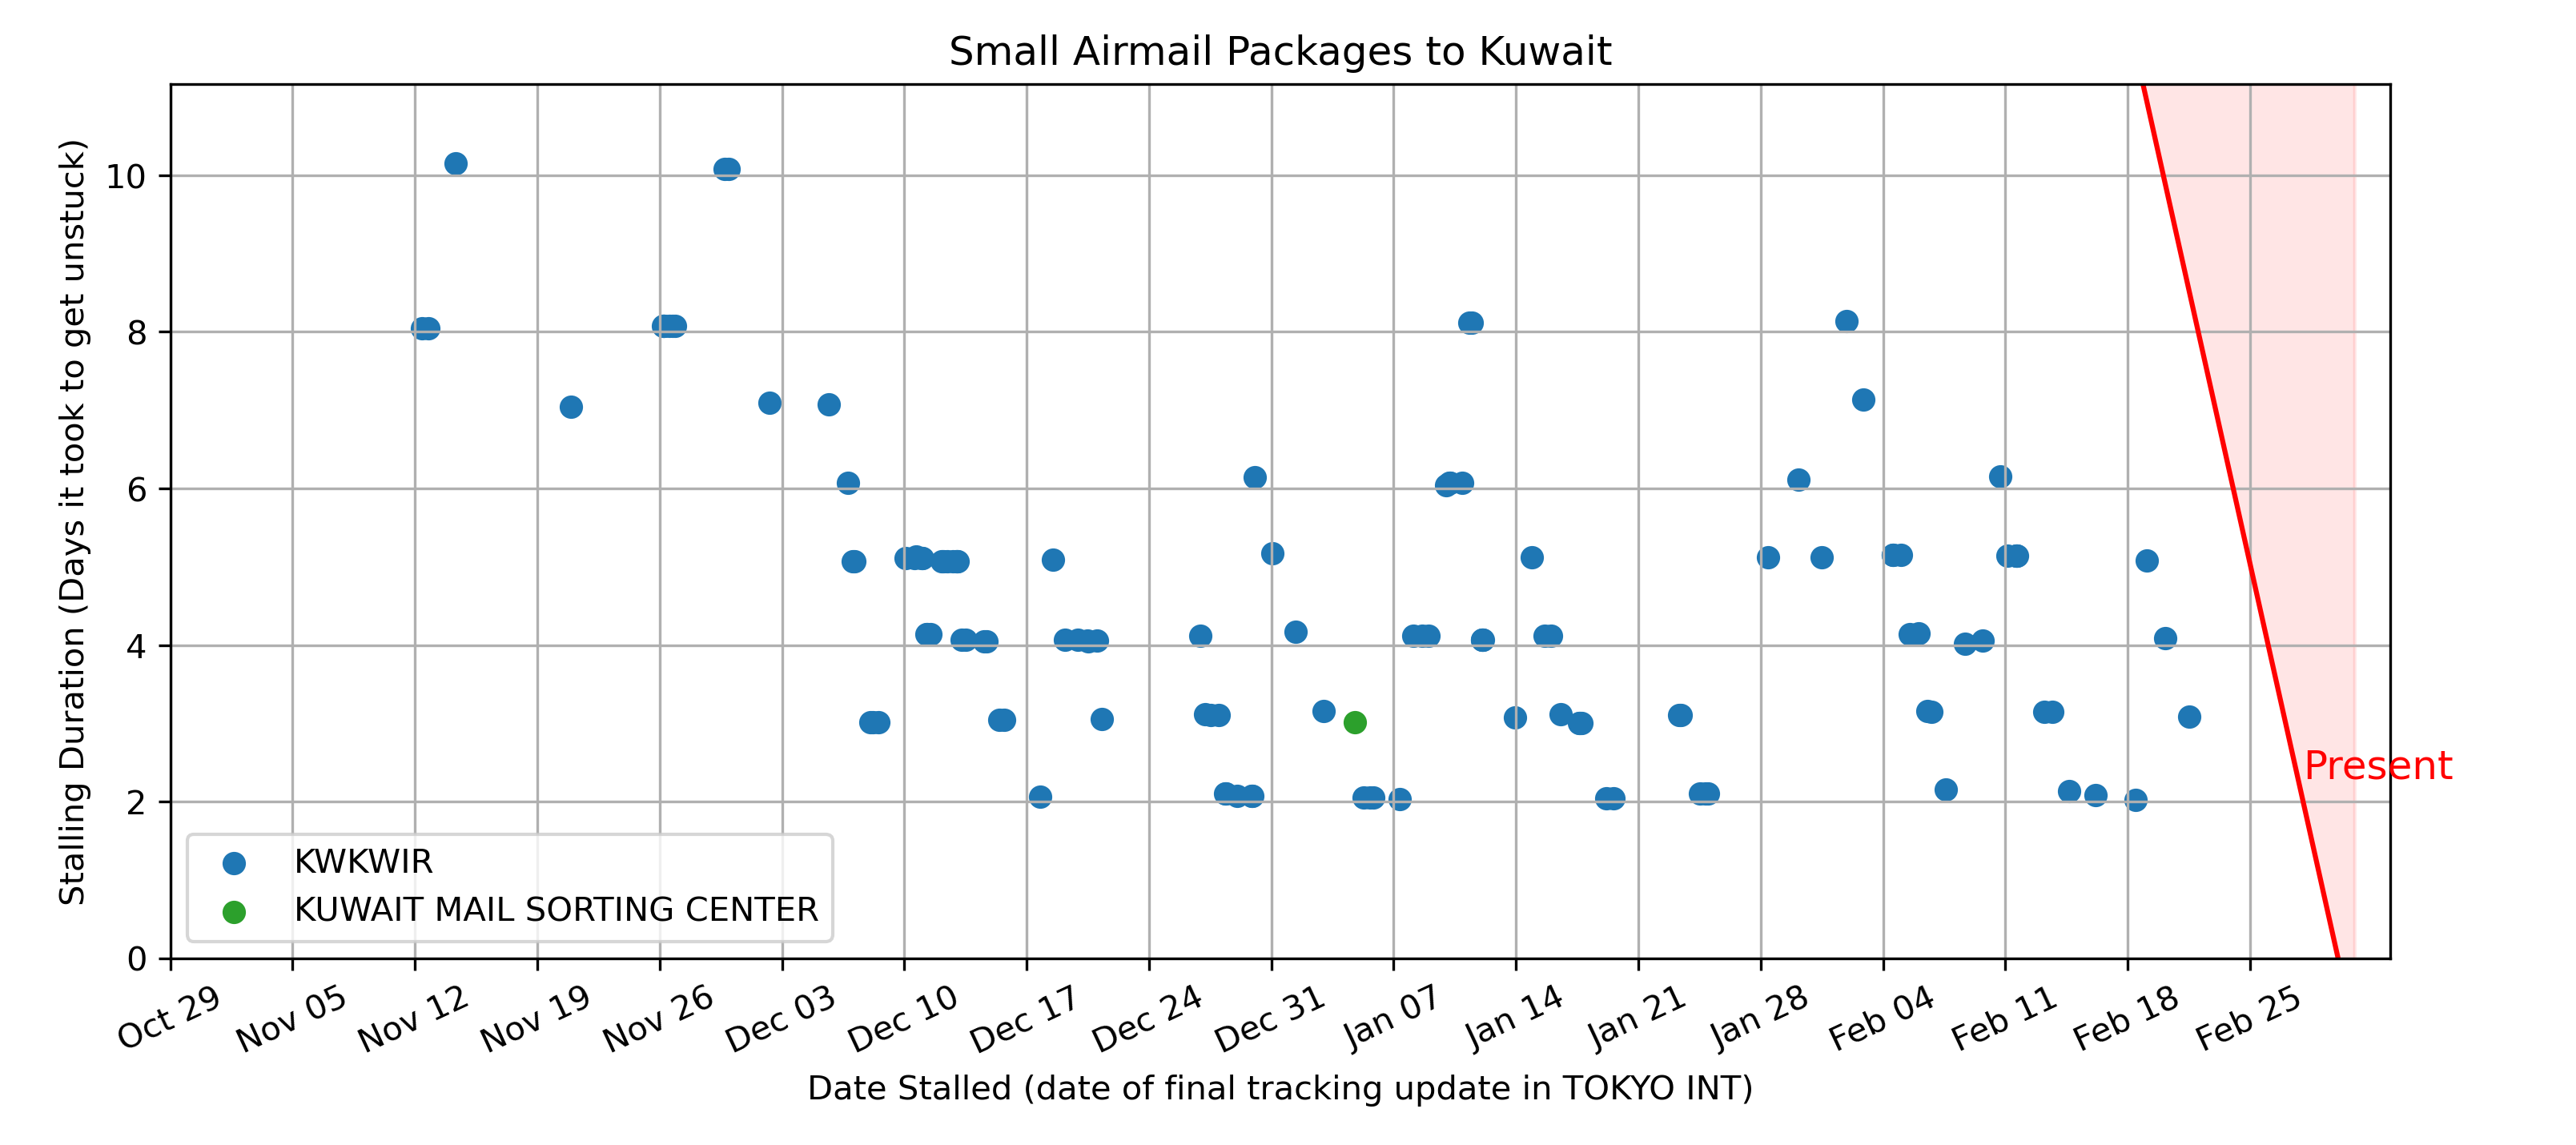 Small Airmail Packages to Kuwait
Stalling Duration (Days it took to get unstuck)
10
8
6
4
2
0
Present
KWKWIR
KUWAIT MAIL SORTING CENTER
Oct 29
Nov 05
Nov 12
Nov 19
Nov 26
Dec 03
Dec 10
Dec 17
Dec 24
Dec 31
Jan 07
Jan 14
Jan 21
Jan 28
Feb 04
Feb 11
Feb 18
Feb 25
Date Stalled (date of final tracking update in TOKYO INT)